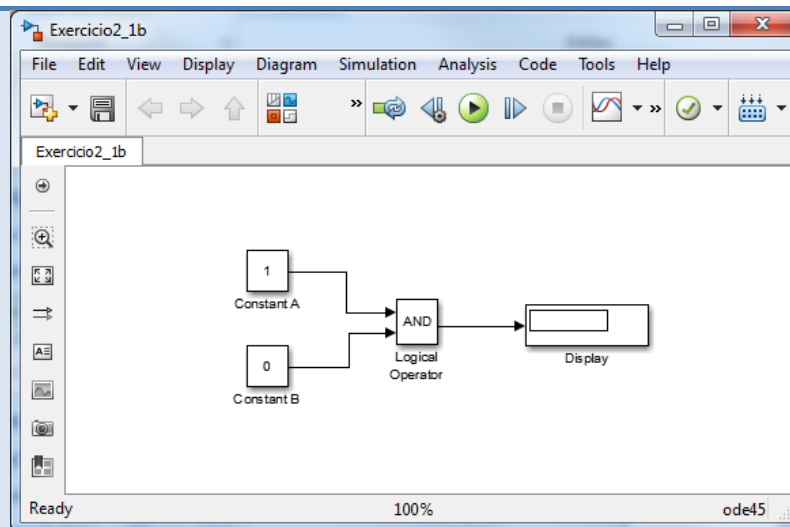 Exercicio2_1b
File Edit View Display Diagram Simulation Analysis Code Tools Help
Exercicio2_1b
1
Constant A
AND
Logical
Operator
Display
0
Constant B
Ready 100% ode45